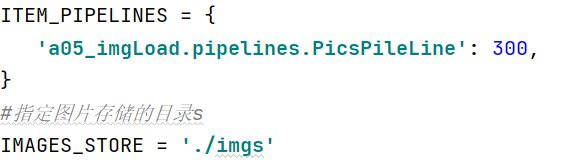 ITEM_PIPELINES = {
   'a05_imgLoad.pipelines.PicsPileLine': 300,
}
#指定图片存储的目录s
IMAGES_STORE = './imgs'